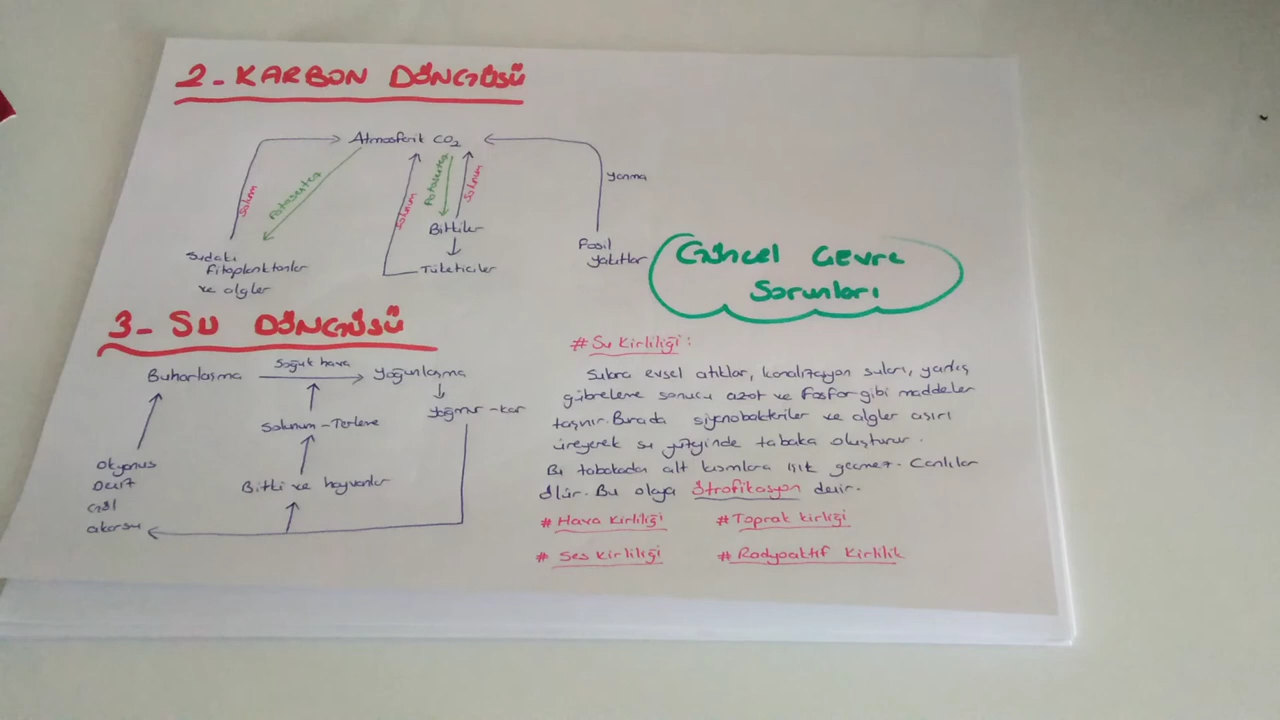 2- KARBON DÖNGÜSÜ
Atmosferik CO2
Solunum
Fotosentez
Solunum
Fotosentez
Solunum
Yanma
Bitkiler
Tüketiciler
Sudaki
fitoplanktonlar
ve algler
Fosil
yakıtlar
Güncel Çevre
Sorunları
3- SU DÖNGÜSÜ
Buharlaşma
Soğuk hava
Yoğunlaşma
Yağmur - kar
Solunum - Terleme
Bitki ve hayvanlar
Okyanus
Deniz
Göl
akarsu
# Su Kirliliği:
Sulara evsel atıklar, kanalizasyon suları, yanlış
gübreleme sonucu azot ve fosfor gibi maddeler
taşınır. Burada siyanobakteriler ve algler aşırı
üreyerek su yüzeyinde tabaka oluşturur.
Bu tabakadan alt kısımlara ışık geçmez. Canlılar
ölür. Bu olaya Ötrofikasyon denir.
# Hava Kirliliği
# Toprak kirliği
# Ses Kirliliği
# Radyoaktif Kirlilik